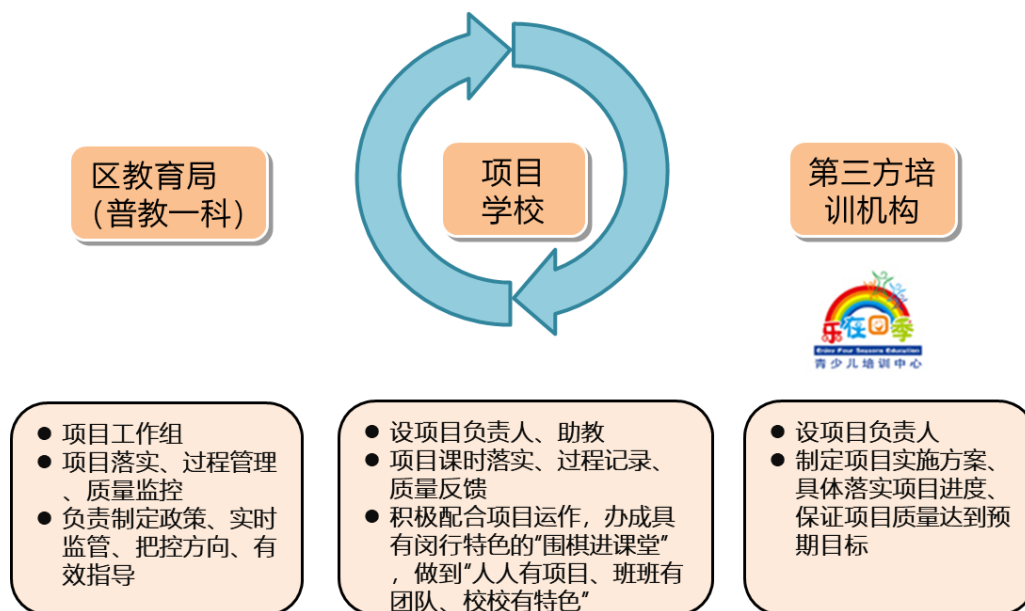 区教育局
（普教一科）
项目
学校
第三方培
训机构
乐在四季
Enjoy Four Seasons Education
青少儿培训中心
● 项目工作组
● 项目落实、过程管理
、质量监控
● 负责制定政策、实时
监管、把控方向、有
效指导
● 设项目负责人、助教
● 项目课时落实、过程记录、
质量反馈
● 积极配合项目运作，办成具
有闵行特色的“围棋进课堂”
，做到“人人有项目、班班有
团队、校校有特色”
● 设项目负责人
● 制定项目实施方案、
具体落实项目进度、
保证项目质量达到预
期目标